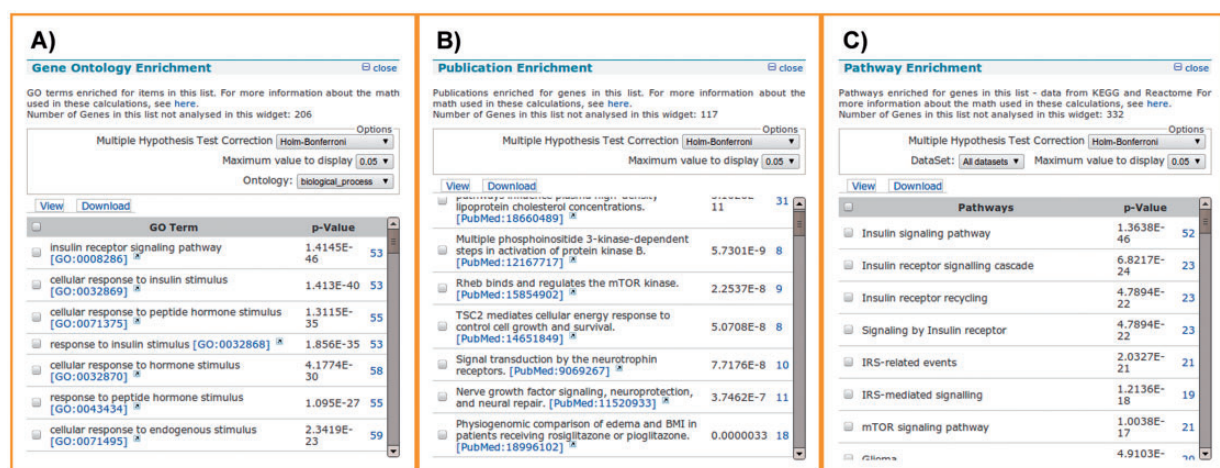 A)
Gene Ontology Enrichment
close
GO terms enriched for items in this list. For more information about the math
used in these calculations, see here.
Number of Genes in this list not analysed in this widget: 206
Options
Multiple Hypothesis Test Correction Holm-Bonferroni
Maximum value to display 0.05
Ontology: biological_process
View Download
GO Term p-Value
insulin receptor signaling pathway
[GO:0008286]
1.4145E-
46
53
cellular response to insulin stimulus
[GO:0032869]
1.413E-40 53
cellular response to peptide hormone stimulus
[GO:0071375]
1.3115E-
35
55
response to insulin stimulus [GO:0032868] 1.856E-35 53
cellular response to hormone stimulus
[GO:0032870]
4.1774E-
30
58
response to peptide hormone stimulus
[GO:0043434]
1.095E-27 55
cellular response to endogenous stimulus
[GO:0071495]
2.3419E-
23
59
B)
Publication Enrichment
close
Publications enriched for genes in this list. For more information about the
math used in these calculations, see here.
Number of Genes in this list not analysed in this widget: 117
Options
Multiple Hypothesis Test Correction Holm-Bonferroni
Maximum value to display 0.05
View Download
lipoprotein cholesterol concentrations.
[PubMed:18660489]
11
31
Multiple phosphoinositide 3-kinase-dependent
steps in activation of protein kinase B.
[PubMed:12167717]
5.7301E-9 8
Rheb binds and regulates the mTOR kinase.
[PubMed:15854902]
2.2537E-8 9
TSC2 mediates cellular energy response to
control cell growth and survival.
[PubMed:14651849]
5.0708E-8 8
Signal transduction by the neurotrophin
receptors. [PubMed:9069267]
7.7176E-8 10
Nerve growth factor signaling, neuroprotection,
and neural repair. [PubMed:11520933]
3.7462E-7 11
Physiogenomic comparison of edema and BMI in
patients receiving rosiglitazone or pioglitazone.
[PubMed:18996102]
0.0000033 18
C)
Pathway Enrichment
close
Pathways enriched for genes in this list - data from KEGG and Reactome For
more information about the math used in these calculations, see here.
Number of Genes in this list not analysed in this widget: 332
Options
Multiple Hypothesis Test Correction Holm-Bonferroni
DataSet: All datasets Maximum value to display 0.05
View Download
Pathways p-Value
Insulin signaling pathway
1.3638E-
46
52
Insulin receptor signalling cascade
6.8217E-
24
23
Insulin receptor recycling
4.7894E-
22
23
Signaling by Insulin receptor
4.7894E-
22
23
IRS-related events
2.0327E-
21
21
IRS-mediated signalling
1.2136E-
18
19
mTOR signaling pathway
1.0038E-
17
21
Glioma
4.9103E-
20